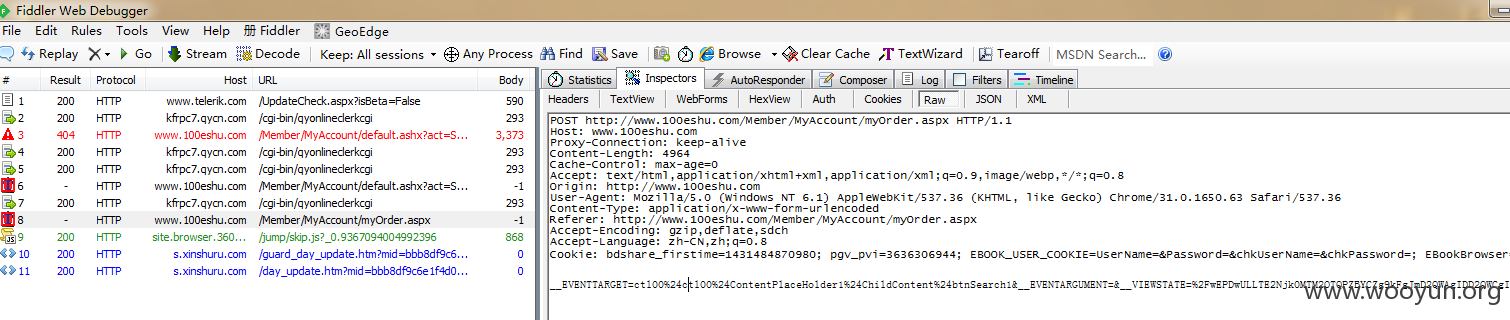 Fiddler Web Debugger
File Edit Rules Tools View Help 册 Fiddler GeoEdge
Replay X Go Stream Decode Keep: All sessions Any Process Find Save Browse Clear Cache TextWizard Tearoff MSDN Search...
# Result Protocol Host URL Body
1 200 HTTP www.telerik.com /UpdateCheck.aspx?isBeta=False 590
2 200 HTTP kfrpc7.qycn.com /cgi-bin/qyonlineclerkcgi 293
3 404 HTTP www.100eshu.com /Member/MyAccount/default.ashx?act=S... 3,373
4 200 HTTP kfrpc7.qycn.com /cgi-bin/qyonlineclerkcgi 293
5 200 HTTP kfrpc7.qycn.com /cgi-bin/qyonlineclerkcgi 293
6 - HTTP www.100eshu.com /Member/MyAccount/default.ashx?act=S... -1
7 200 HTTP kfrpc7.qycn.com /cgi-bin/qyonlineclerkcgi 293
8 - HTTP www.100eshu.com /Member/MyAccount/myOrder.aspx -1
9 200 HTTP site.browser.360... /jump/skip.js?_0.9367094004992396 868
10 200 HTTP s.xinshuru.com /guard_day_update.htm?mid=bbb8df9c6... 0
11 200 HTTP s.xinshuru.com /day_update.htm?mid=bbb8df9c6e1f4d0... 0
Statistics Inspectors AutoResponder Composer Log Filters Timeline
Headers TextView WebForms HexView Auth Cookies Raw JSON XML
POST http://www.100eshu.com/Member/MyAccount/myOrder.aspx HTTP/1.1
Host: www.100eshu.com
Proxy-Connection: keep-alive
Content-Length: 4964
Cache-Control: max-age=0
Accept: text/html,application/xhtml+xml,application/xml;q=0.9,image/webp,*/*;q=0.8
Origin: http://www.100eshu.com
User-Agent: Mozilla/5.0 (Windows NT 6.1) AppleWebKit/537.36 (KHTML, like Gecko) Chrome/31.0.1650.63 Safari/537.36
Content-Type: application/x-www-form-urlencoded
Referer: http://www.100eshu.com/Member/MyAccount/myOrder.aspx
Accept-Encoding: gzip,deflate,sdch
Accept-Language: zh-CN,zh;q=0.8
Cookie: bdshare_firstime=1431484870980; pgv_pvi=3636306944; EBOOK_USER_COOKIE=UserName=&Password=&chkUserName=&chkPassword=; EBookBrowser=
__EVENTTARGET=ctl00%24ctl00%24ContentPlaceHolder1%24ChildContent%24btnSearch1&__EVENTARGUMENT=&__VIEWSTATE=
www.wooyun.org